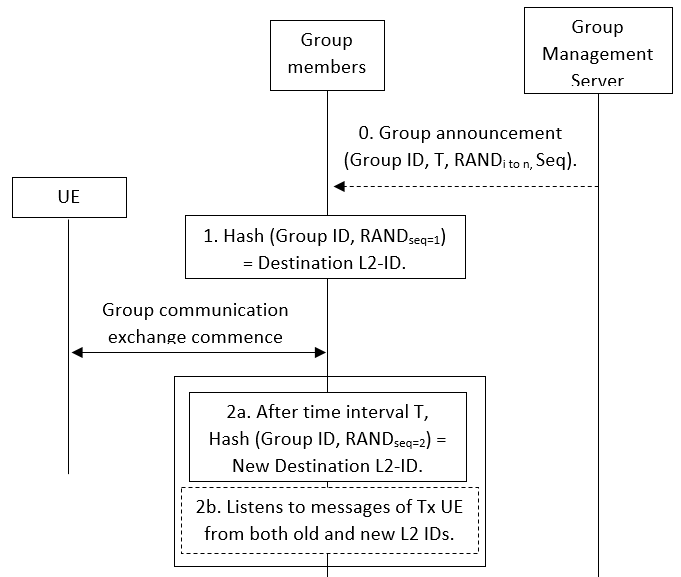 Group
members
Group
Management
Server
0. Group announcement
(Group ID, T, RANDi to n, Seq).
UE
1. Hash (Group ID, RANDseq=1)
= Destination L2-ID.
Group communication
exchange commence
2a. After time interval T,
Hash (Group ID, RANDseq=2) =
New Destination L2-ID.
2b. Listens to messages of Tx UE
from both old and new L2 IDs.